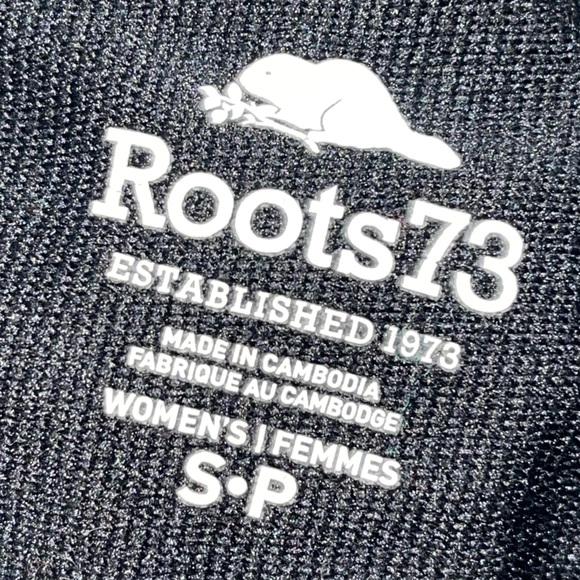 Roots73
ESTABLISHED 1973
MADE IN CAMBODIA
FABRIQUE AU CAMBODGE
WOMEN'S | FEMMES
S•P